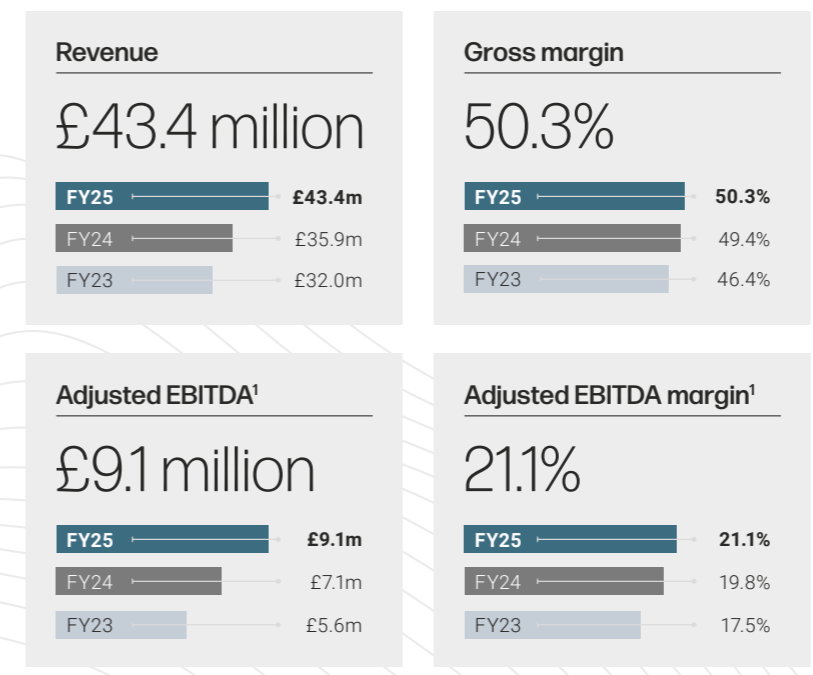 Revenue
£43.4 million
FY25 £43.4m
FY24 £35.9m
FY23 £32.0m
Gross margin
50.3%
FY25 50.3%
FY24 49.4%
FY23 46.4%
Adjusted EBITDA¹
£9.1 million
FY25 £9.1m
FY24 £7.1m
FY23 £5.6m
Adjusted EBITDA margin¹
21.1%
FY25 21.1%
FY24 19.8%
FY23 17.5%